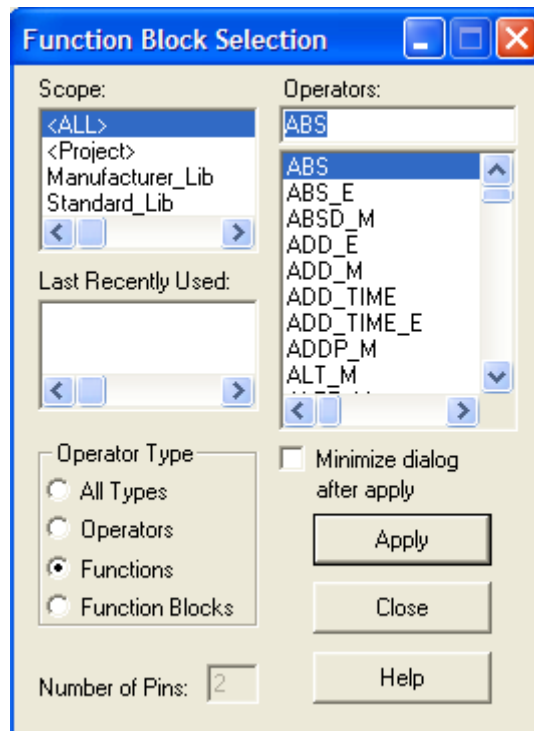 Function Block Selection
Scope:
<ALL>
<Project>
Manufacturer_Lib
Standard_Lib
Last Recently Used:
Operator Type
All Types
Operators
Functions
Function Blocks
Number of Pins: 2
Operators:
ABS
ABS
ABS_E
ABSD_M
ADD_E
ADD_M
ADD_TIME
ADD_TIME_E
ADDP_M
ALT_M
Minimize dialog
after apply
Apply
Close
Help